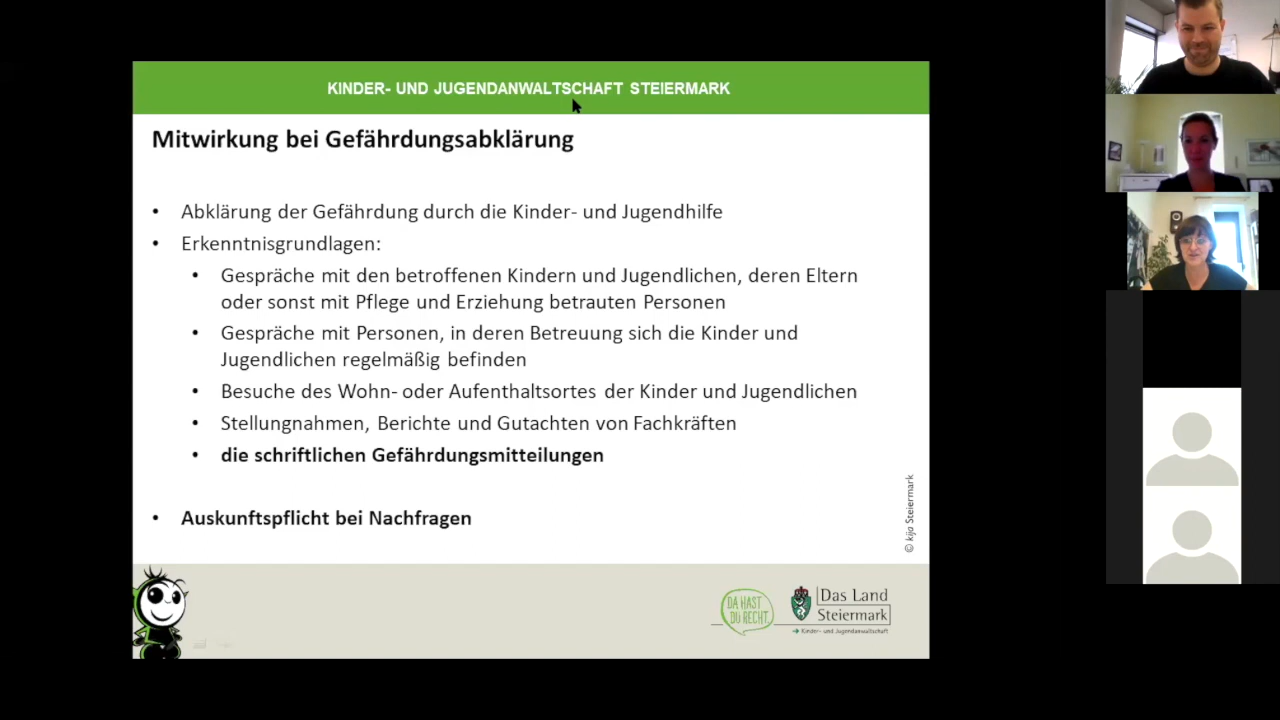 KINDER- UND JUGENDANWALTSCHAFT STEIERMARK
Mitwirkung bei Gefährdungsabklärung
• Abklärung der Gefährdung durch die Kinder- und Jugendhilfe
• Erkenntnisgrundlagen:
• Gespräche mit den betroffenen Kindern und Jugendlichen, deren Eltern
oder sonst mit Pflege und Erziehung betrauten Personen
• Gespräche mit Personen, in deren Betreuung sich die Kinder und
Jugendlichen regelmäßig befinden
• Besuche des Wohn- oder Aufenthaltsortes der Kinder und Jugendlichen
• Stellungnahmen, Berichte und Gutachten von Fachkräften
• die schriftlichen Gefährdungsmitteilungen
• Auskunftspflicht bei Nachfragen
© kija Steiermark
DA HAST
DU RECHT
Das Land
Steiermark
→ Kinder- und Jugendanwaltschaft